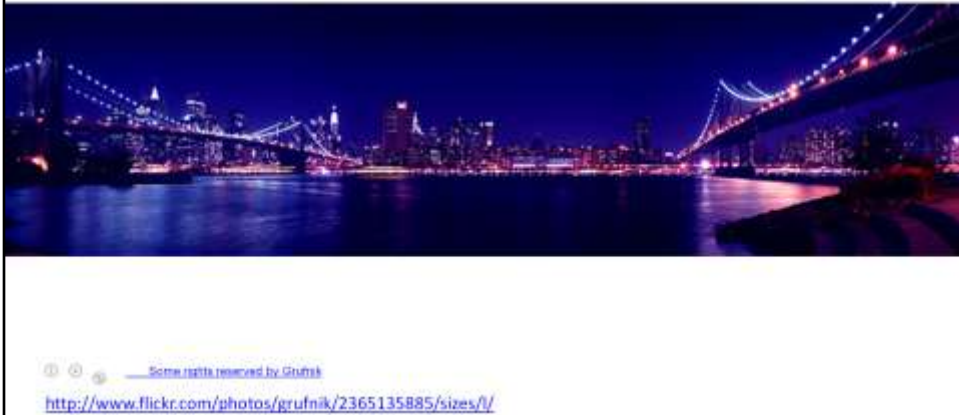 Some rights reserved by Grufnik
http://www.flickr.com/photos/grufnik/2365135885/sizes/l/